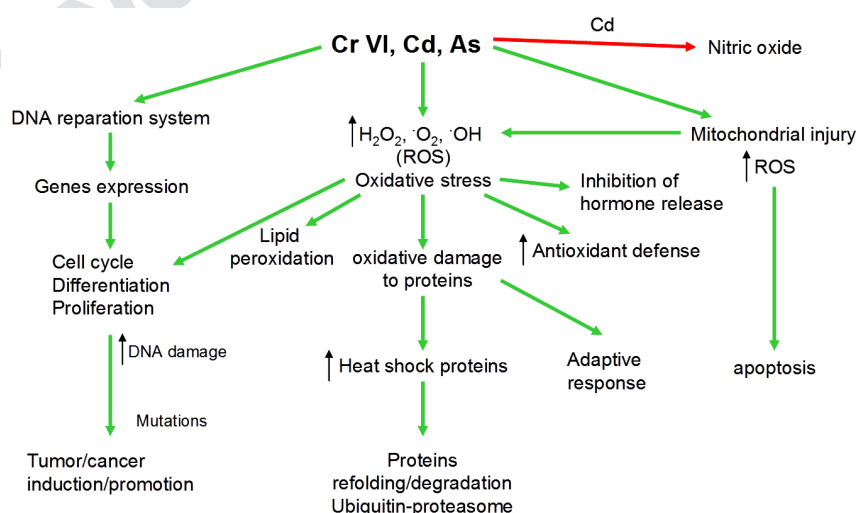 Cd
Cr VI, Cd, As
Nitric oxide
DNA reparation system
H₂O₂, ·O₂, ·OH
(ROS)
Mitochondrial injury
ROS
Genes expression
Oxidative stress
Inhibition of
hormone release
Lipid
peroxidation
oxidative damage
to proteins
Antioxidant defense
Cell cycle
Differentiation
Proliferation
DNA damage
Heat shock proteins
Adaptive
response
apoptosis
Mutations
Tumor/cancer
induction/promotion
Proteins
refolding/degradation
Ubiquitin-proteasome